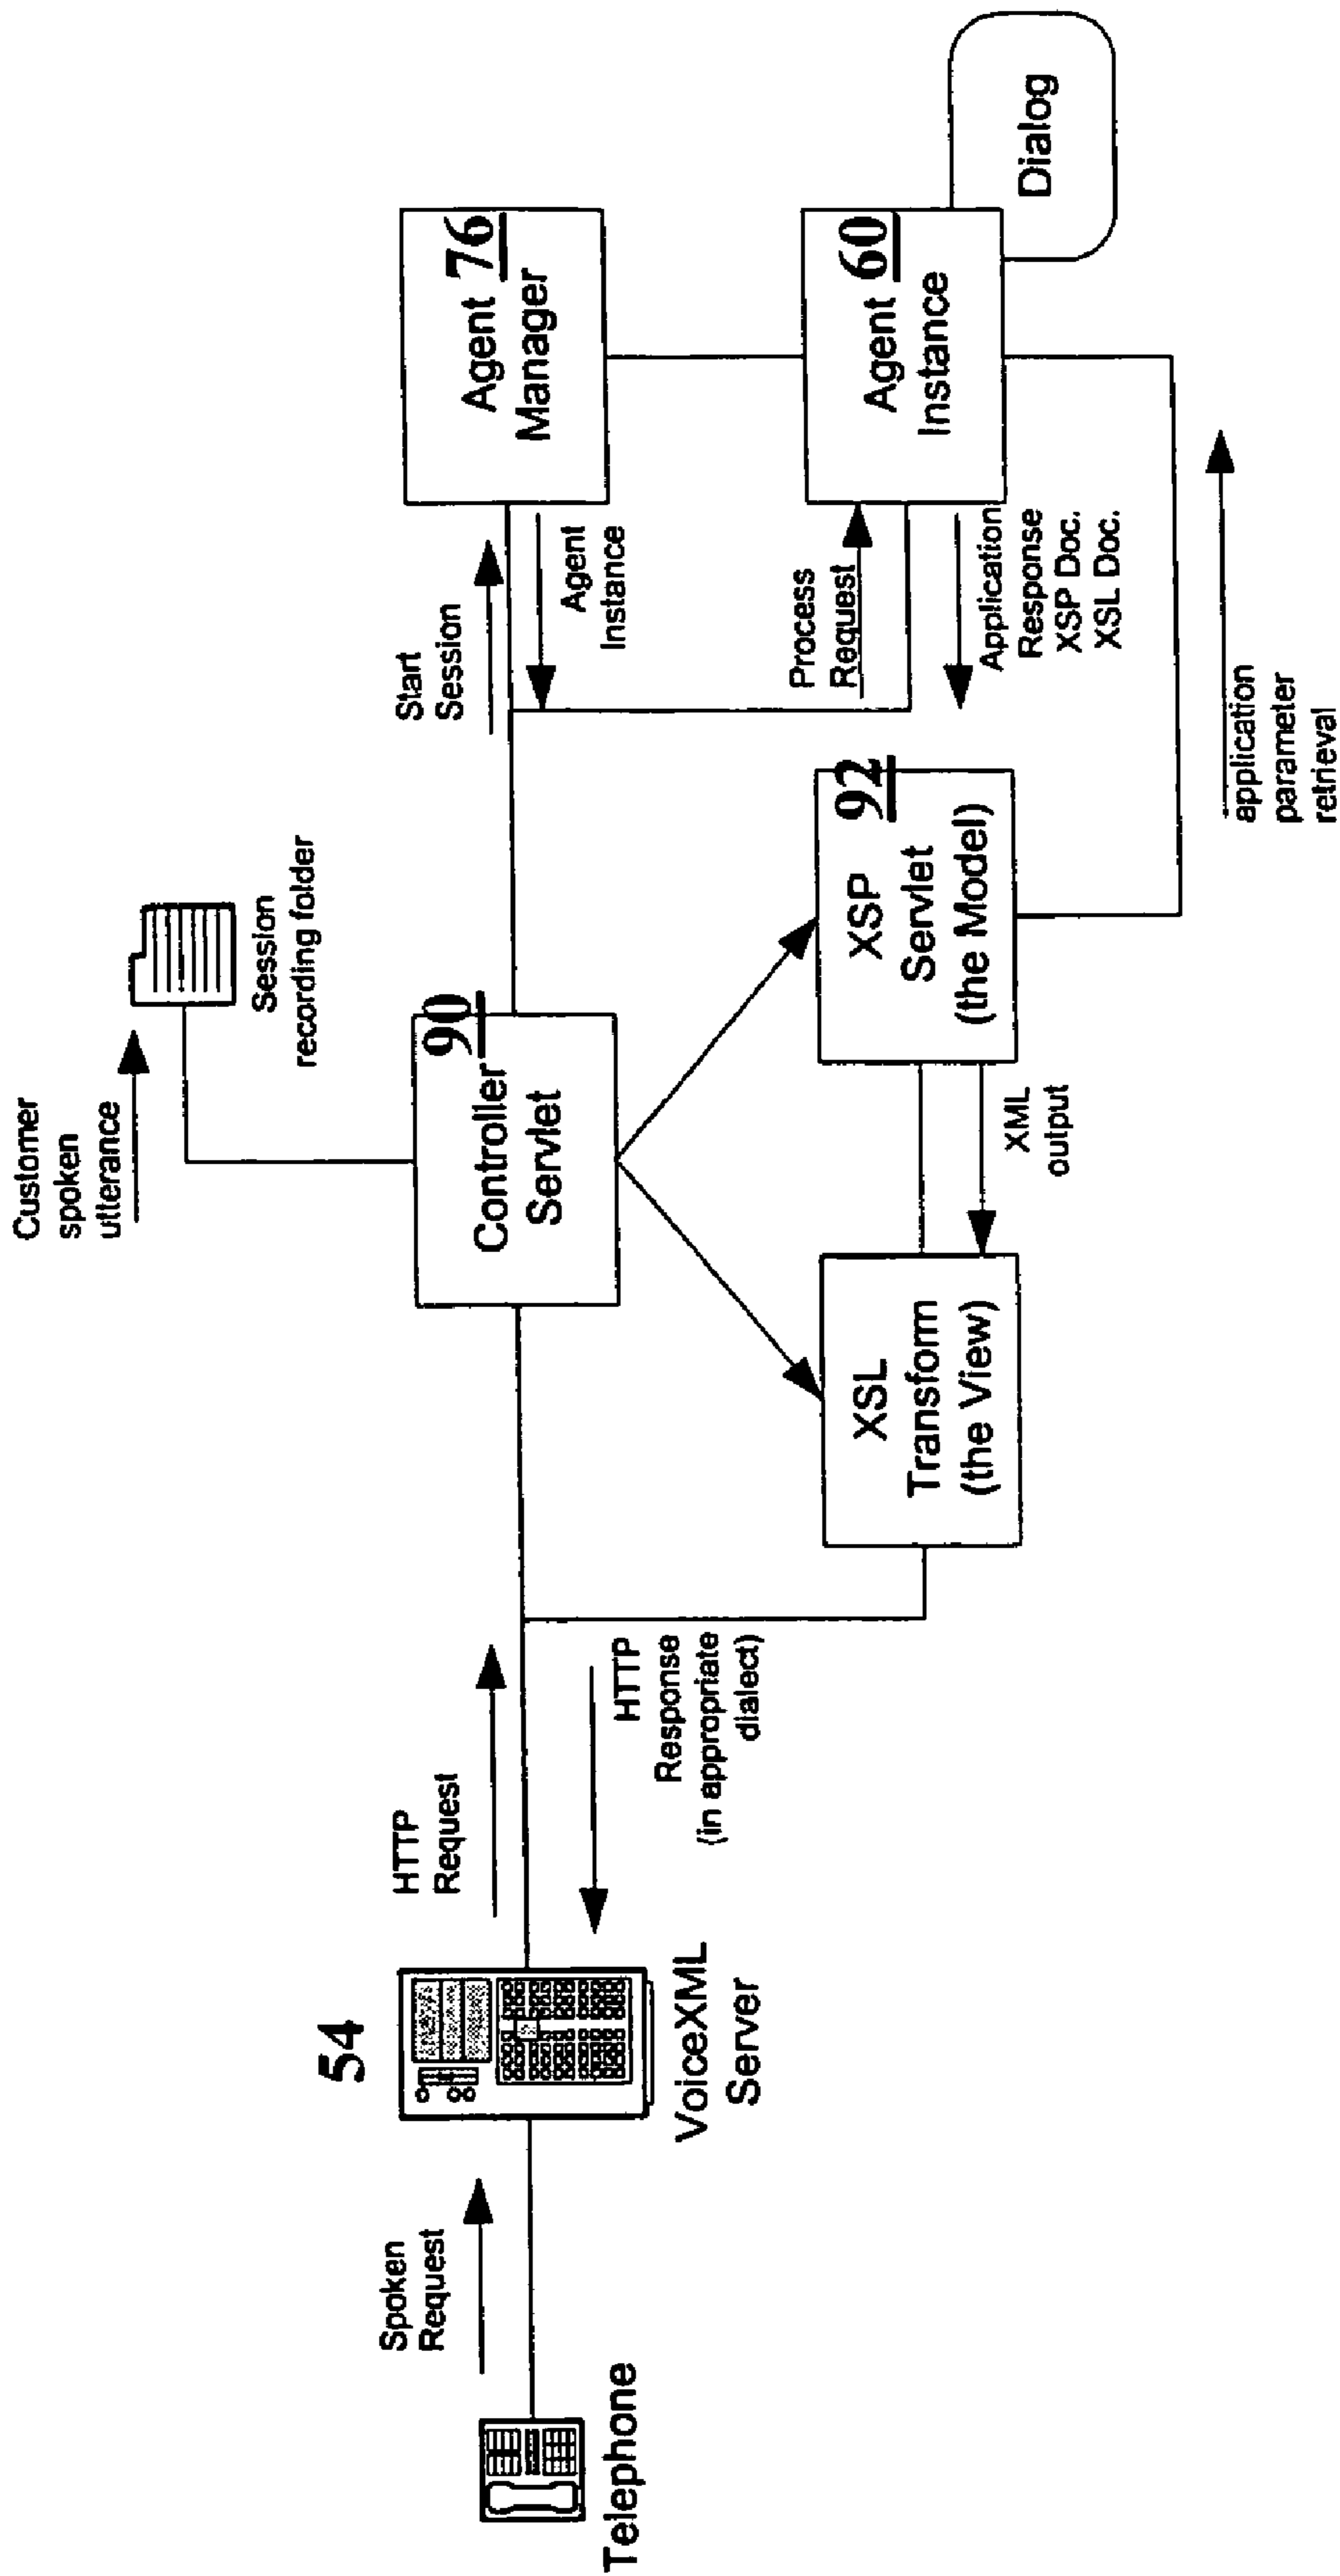 Customer
spoken
utterance
Session
recording folder
Spoken
Request
Telephone
54
VoiceXML
Server
HTTP
Request
HTTP
Response
(in appropriate
dialect)
90
Controller
Servlet
Start
Session
Agent
Instance
Agent 76
Manager
Process
Request
Application
Response
XSP Doc.
XSL Doc.
Agent 60
Instance
Dialog
XSL
Transform
(the View)
XML
output
92
XSP
Servlet
(the Model)
application
parameter
retrieval